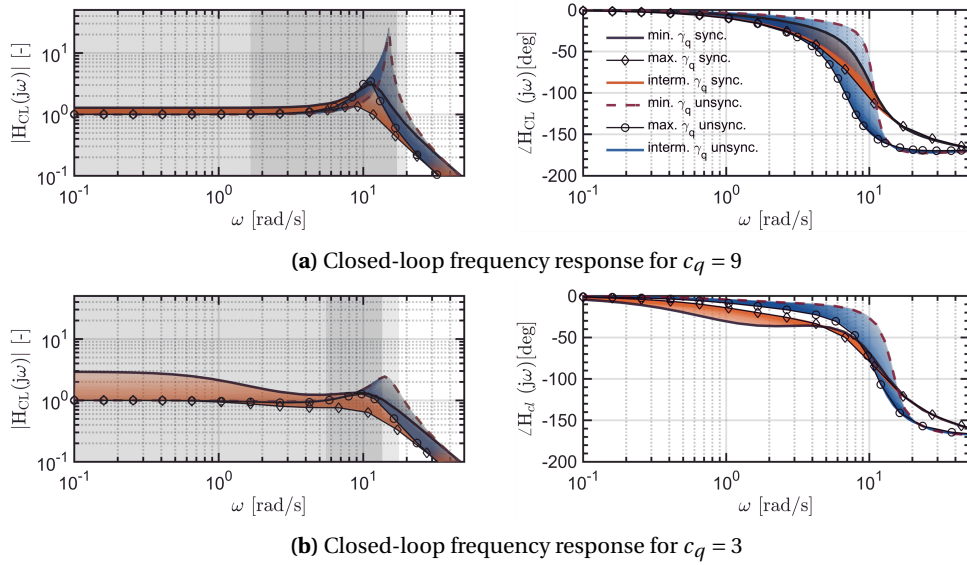 |H_CL(jω)| [-]
10^1
10^0
10^-1
10^-1
10^0
10^1
ω [rad/s]
∠H_CL (jω)[deg]
0
-50
-100
-150
-200
min. γ_q sync.
max. γ_q sync.
interm. γ_q sync.
min. γ_q unsync.
max. γ_q unsync.
interm. γ_q unsync.
10^-1
10^0
10^1
ω [rad/s]
(a) Closed-loop frequency response for c_q = 9
|H_CL(jω)| [-]
10^1
10^0
10^-1
10^-1
10^0
10^1
ω [rad/s]
∠H_cl (jω)[deg]
0
-50
-100
-150
-200
10^-1
10^0
10^1
ω [rad/s]
(b) Closed-loop frequency response for c_q = 3